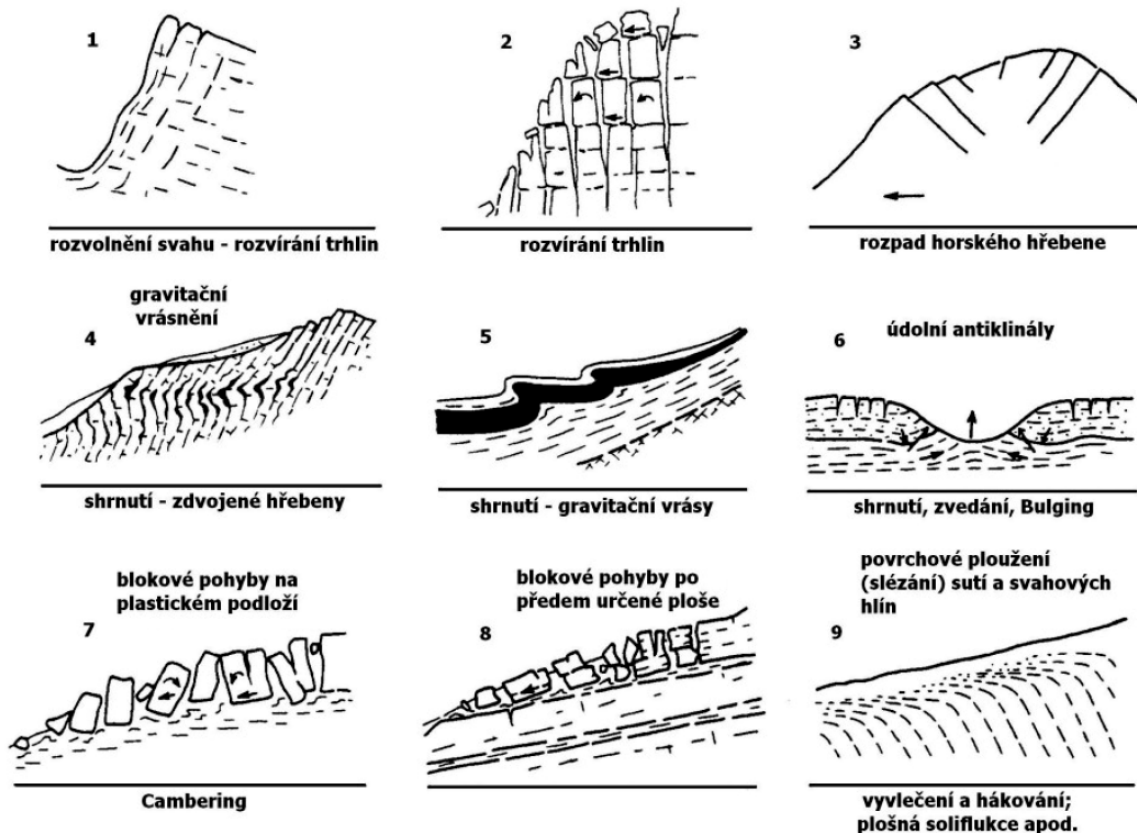 1
2
3
rozvolnění svahu - rozvírání trhlin
rozvírání trhlin
rozpad horského hřebene
gravitační
vrásnění
4
5
6
údolní antiklinály
shrnutí - zdvojené hřebeny
shrnutí - gravitační vrásy
shrnutí, zvedání, Bulging
blokové pohyby na
plastickém podloží
7
blokové pohyby po
předem určené ploše
8
povrchové ploužení
(slézání) sutí a svahových
hlín
9
Cambering
vyvlečení a hákování;
plošná soliflukce apod.